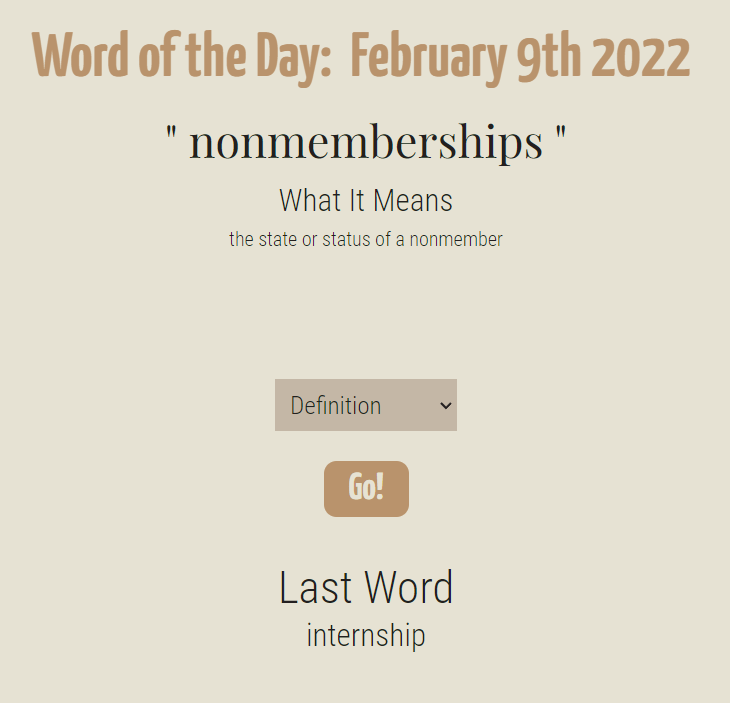 Word of the Day: February 9th 2022
" nonmemberships "
What It Means
the state or status of a nonmember
Definition
Go!
Last Word
internship